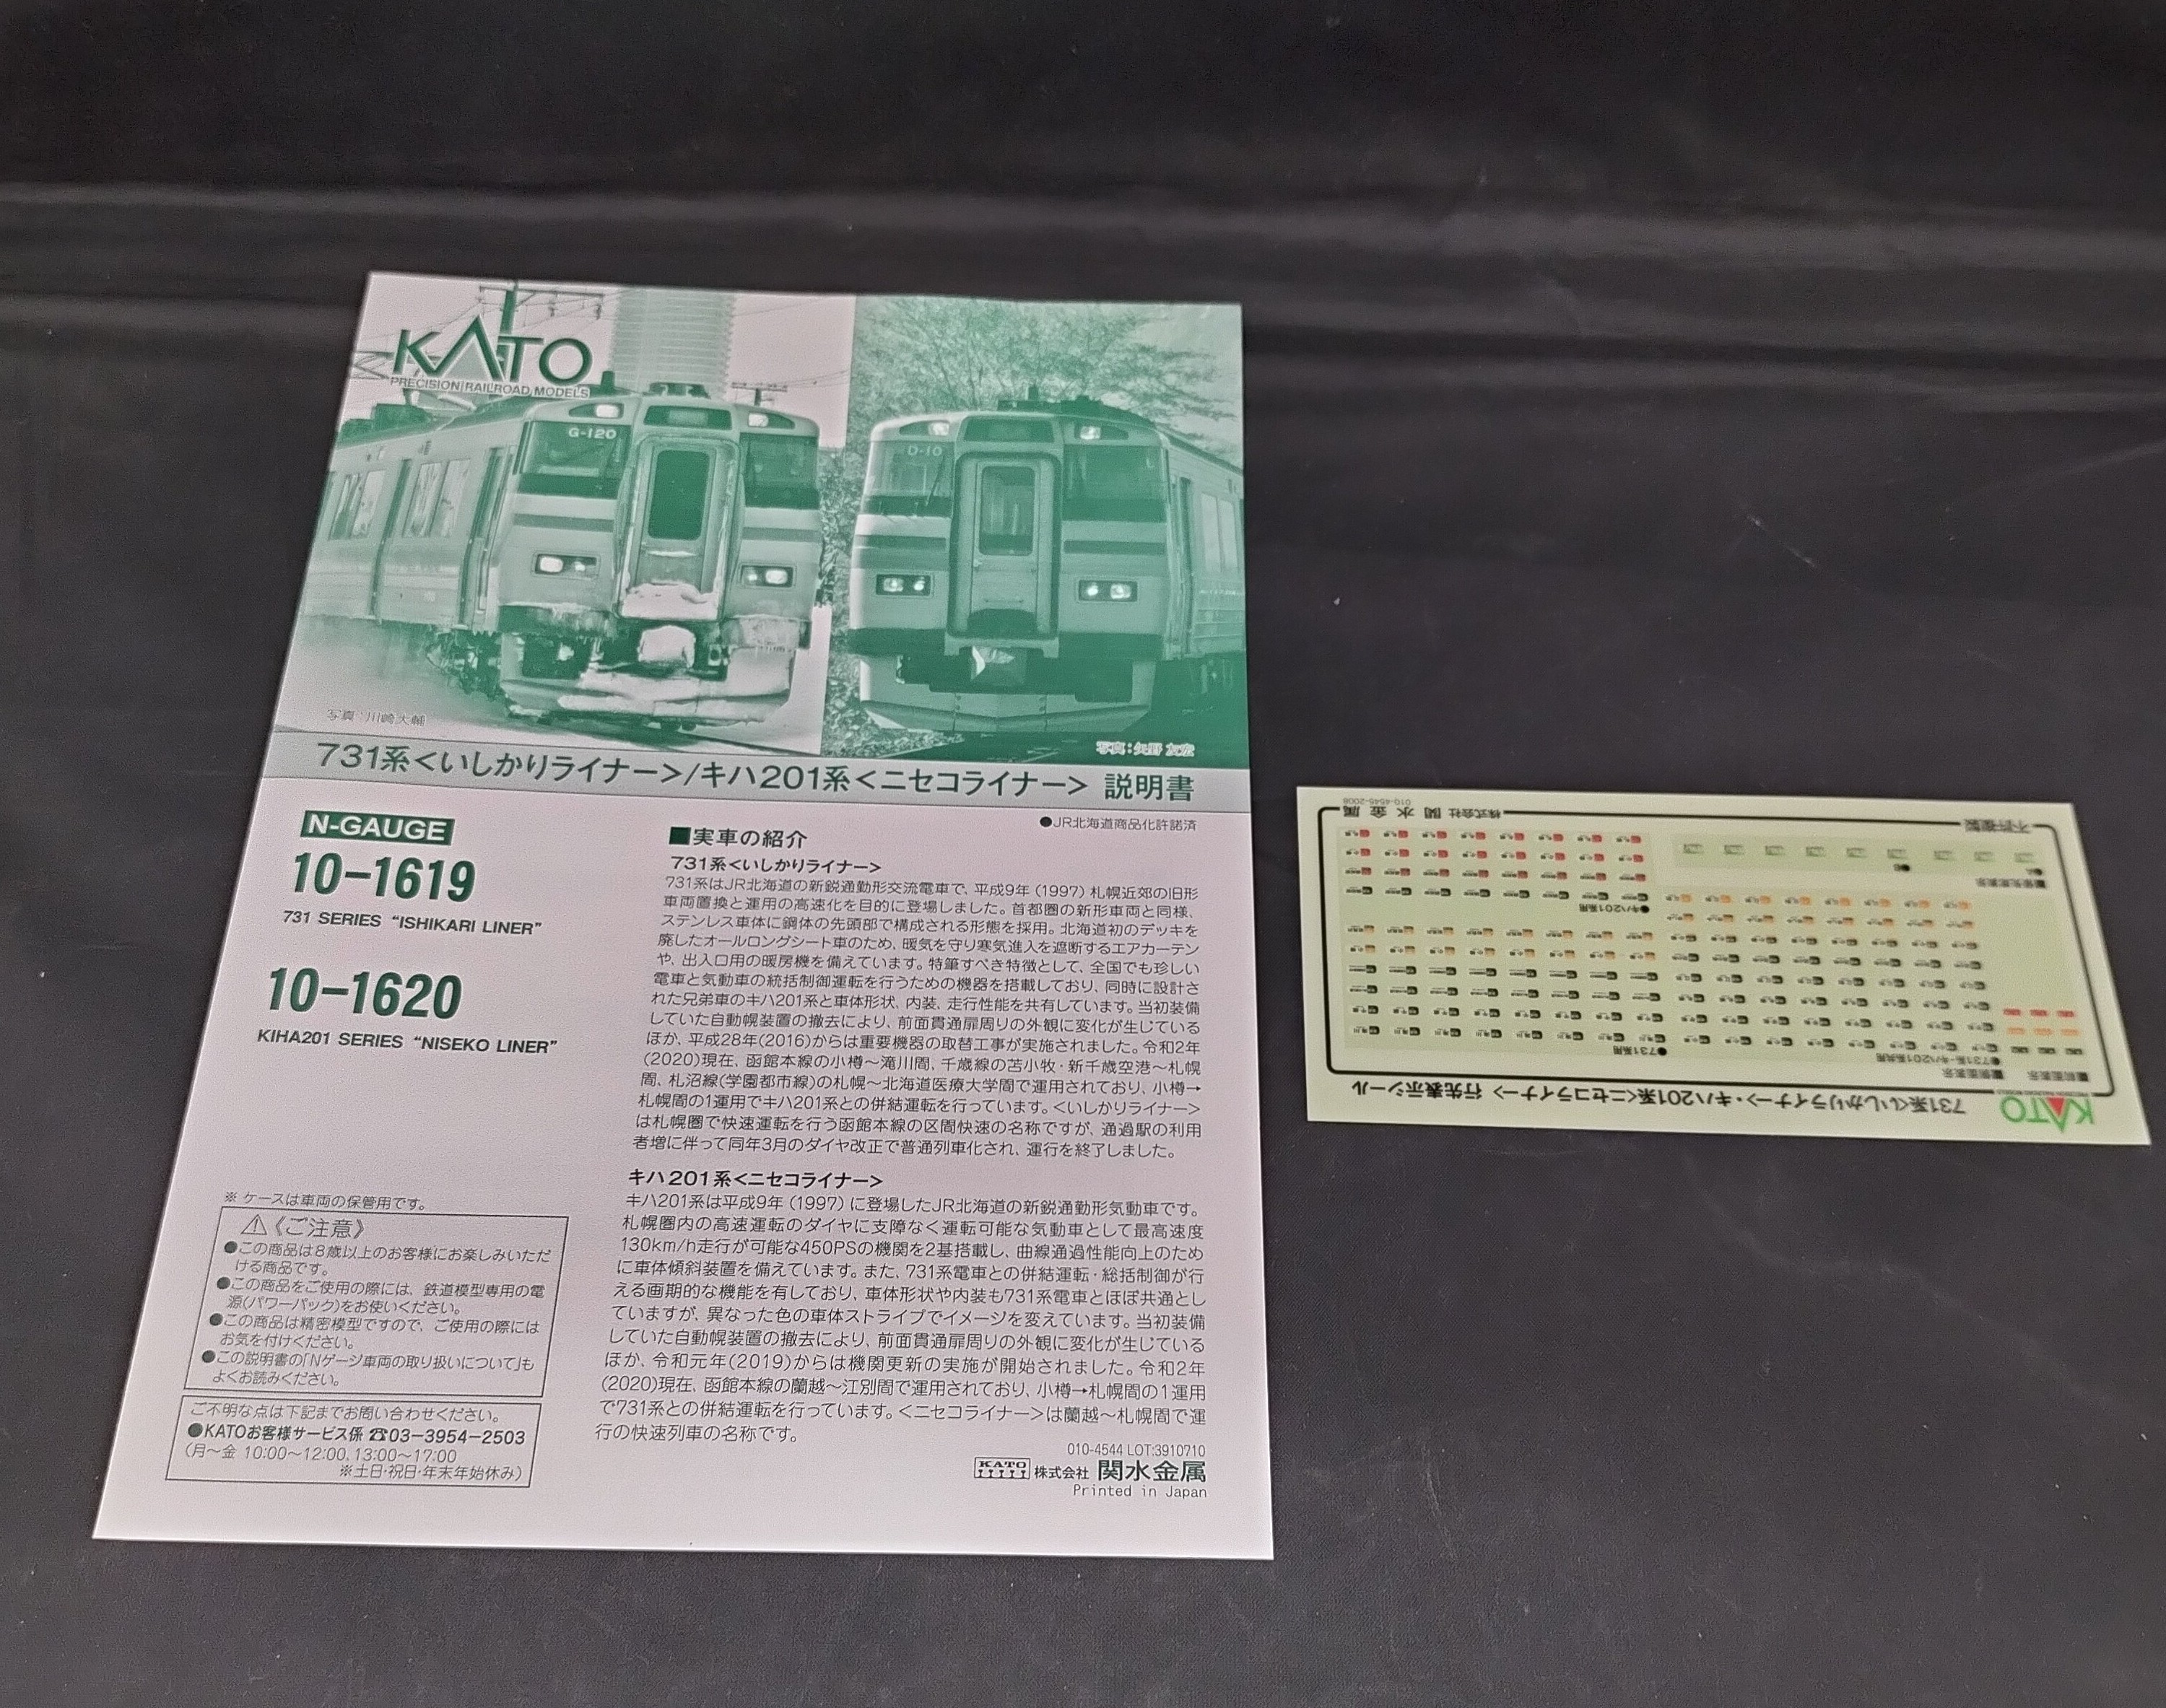 KATO
PRECISION RAILROAD MODELS
G-120
D-10
写真:川崎大輔
写真:矢野 友宏
731系<いしかりライナー>/キハ201系<ニセコライナー> 説明書
N-GAUGE
10-1619
731 SERIES “ISHIKARI LINER”
10-1620
KIHA201 SERIES “NISEKO LINER”
※ ケースは車両の保管用です。
⚠《ご注意》
●この商品は8歳以上のお客様にお楽しみいただ
ける商品です。
●この商品をご使用の際には、鉄道模型専用の電
源(パワーパック)をお使いください。
●この商品は精密模型ですので、ご使用の際には
お気を付けください。
●この説明書の「Nゲージ車両の取り扱いについて」も
よくお読みください。
ご不明な点は下記までお問い合わせください。
●KATOお客様サービス係 ☎03-3954-2503
(月〜金 10:00〜12:00、13:00〜17:00
※土日・祝日・年末年始休み)
●JR北海道商品化許諾済
■実車の紹介
731系<いしかりライナー>
731系はJR北海道の新鋭通勤形交流電車で、平成9年(1997)札幌近郊の旧形
車両置換と運用の高速化を目的に登場しました。首都圏の新形車両と同様、
ステンレス車体に鋼体の先頭部で構成される形態を採用。北海道初のデッキを
廃したオールロングシート車のため、暖気を守り寒気進入を遮断するエアカーテン
や、出入口用の暖房機を備えています。特筆すべき特徴として、全国でも珍しい
電車と気動車の統括制御運転を行うための機器を搭載しており、同時に設計さ
れた兄弟車のキハ201系と車体形状、内装、走行性能を共有しています。当初装備
していた自動幌装置の撤去により、前面貫通扉周りの外観に変化が生じている
ほか、平成28年(2016)からは重要機器の取替工事が実施されました。令和2年
(2020)現在、函館本線の小樽〜滝川間、千歳線の苫小牧・新千歳空港〜札幌
間、札沼線(学園都市線)の札幌〜北海道医療大学間で運用されており、小樽→
札幌間の1運用でキハ201系との併結運転を行っています。<いしかりライナー>
は札幌圏で快速運転を行う函館本線の区間快速の名称ですが、通過駅の利用
者増に伴って同年3月のダイヤ改正で普通列車化され、運行を終了しました。
キハ201系<ニセコライナー>
キハ201系は平成9年(1997)に登場したJR北海道の新鋭通勤形気動車です。
札幌圏内の高速運転のダイヤに支障なく運転可能な気動車として最高速度
130km/h走行が可能な450PSの機関を2基搭載し、曲線通過性能向上のため
に車体傾斜装置を備えています。また、731系電車との併結運転・総括制御が行
える画期的な機能を有しており、車体形状や内装も731系電車とほぼ共通とし
ていますが、異なった色の車体ストライプでイメージを変えています。当初装備
していた自動幌装置の撤去により、前面貫通扉周りの外観に変化が生じている
ほか、令和元年(2019)からは機関更新の実施が開始されました。令和2年
(2020)現在、函館本線の蘭越〜江別間で運用されており、小樽→札幌間の1運用
で731系との併結運転を行っています。<ニセコライナー>は蘭越〜札幌間で運
行の快速列車の名称です。
010-4544 LOT:3910710
KATO 株式会社 関水金属
Printed in Japan
KATO
731系<いしかりライナー>・キハ201系<ニセコライナー> 行先表示シール
■前面表示
■側面表示
●731系・キハ201系共用
●731系用
●キハ201系用
■優先席表示
不許複製
株式会社 関水金属
010-4545-2008